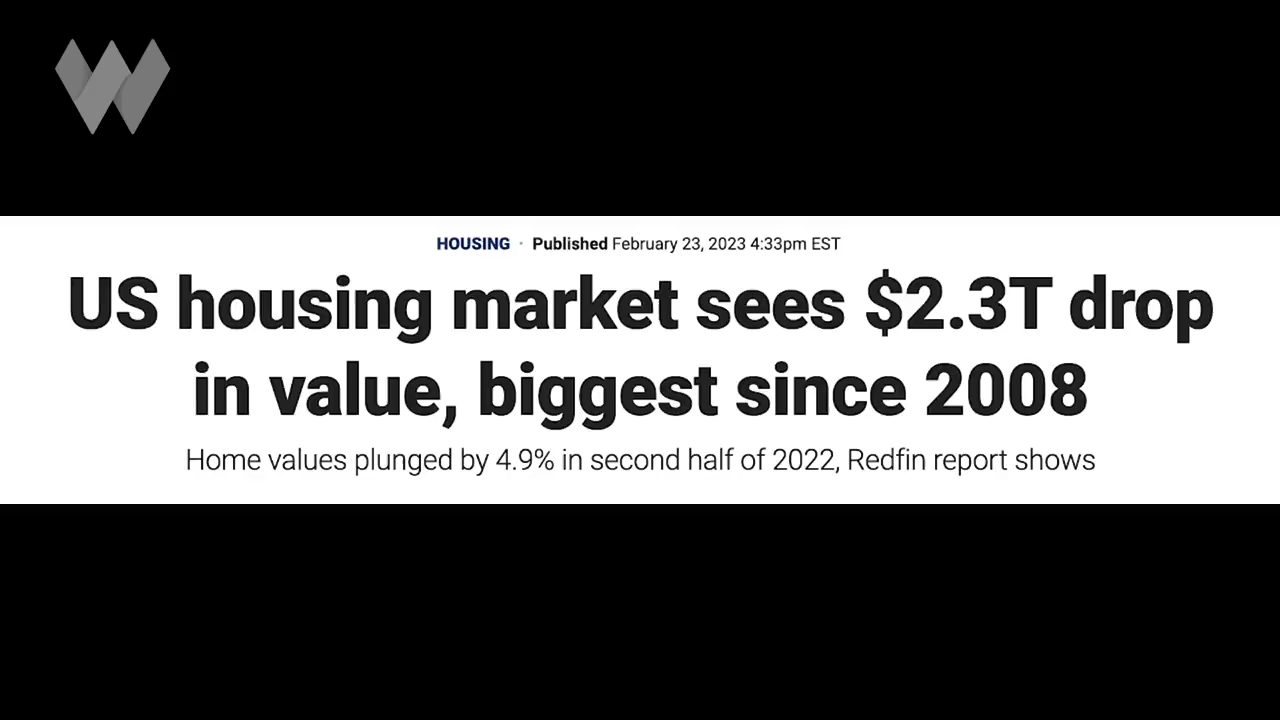 HOUSING · Published February 23, 2023 4:33pm EST
US housing market sees $2.3T drop
in value, biggest since 2008
Home values plunged by 4.9% in second half of 2022, Redfin report shows